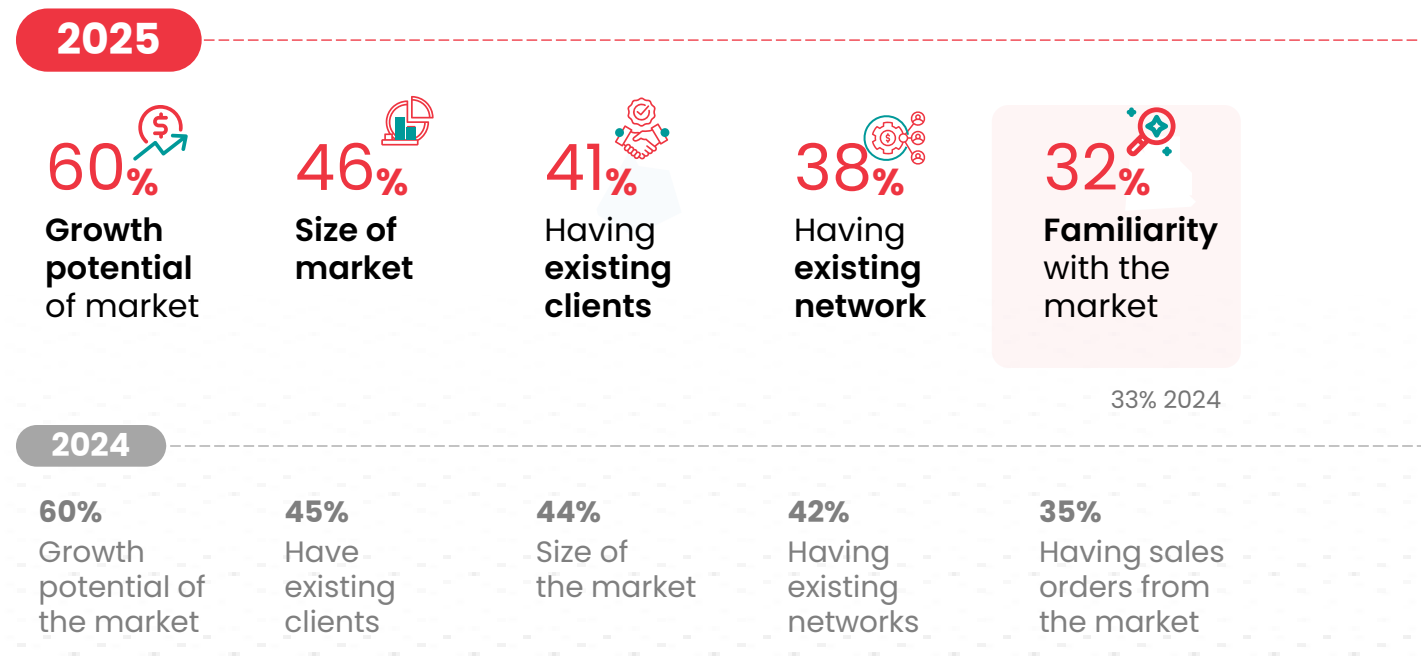 2025
60%
Growth
potential
of market
46%
Size of
market
41%
Having
existing
clients
38%
Having
existing
network
32%
Familiarity
with the
market
33% 2024
2024
60%
Growth
potential of
the market
45%
Have
existing
clients
44%
Size of
the market
42%
Having
existing
networks
35%
Having sales
orders from
the market